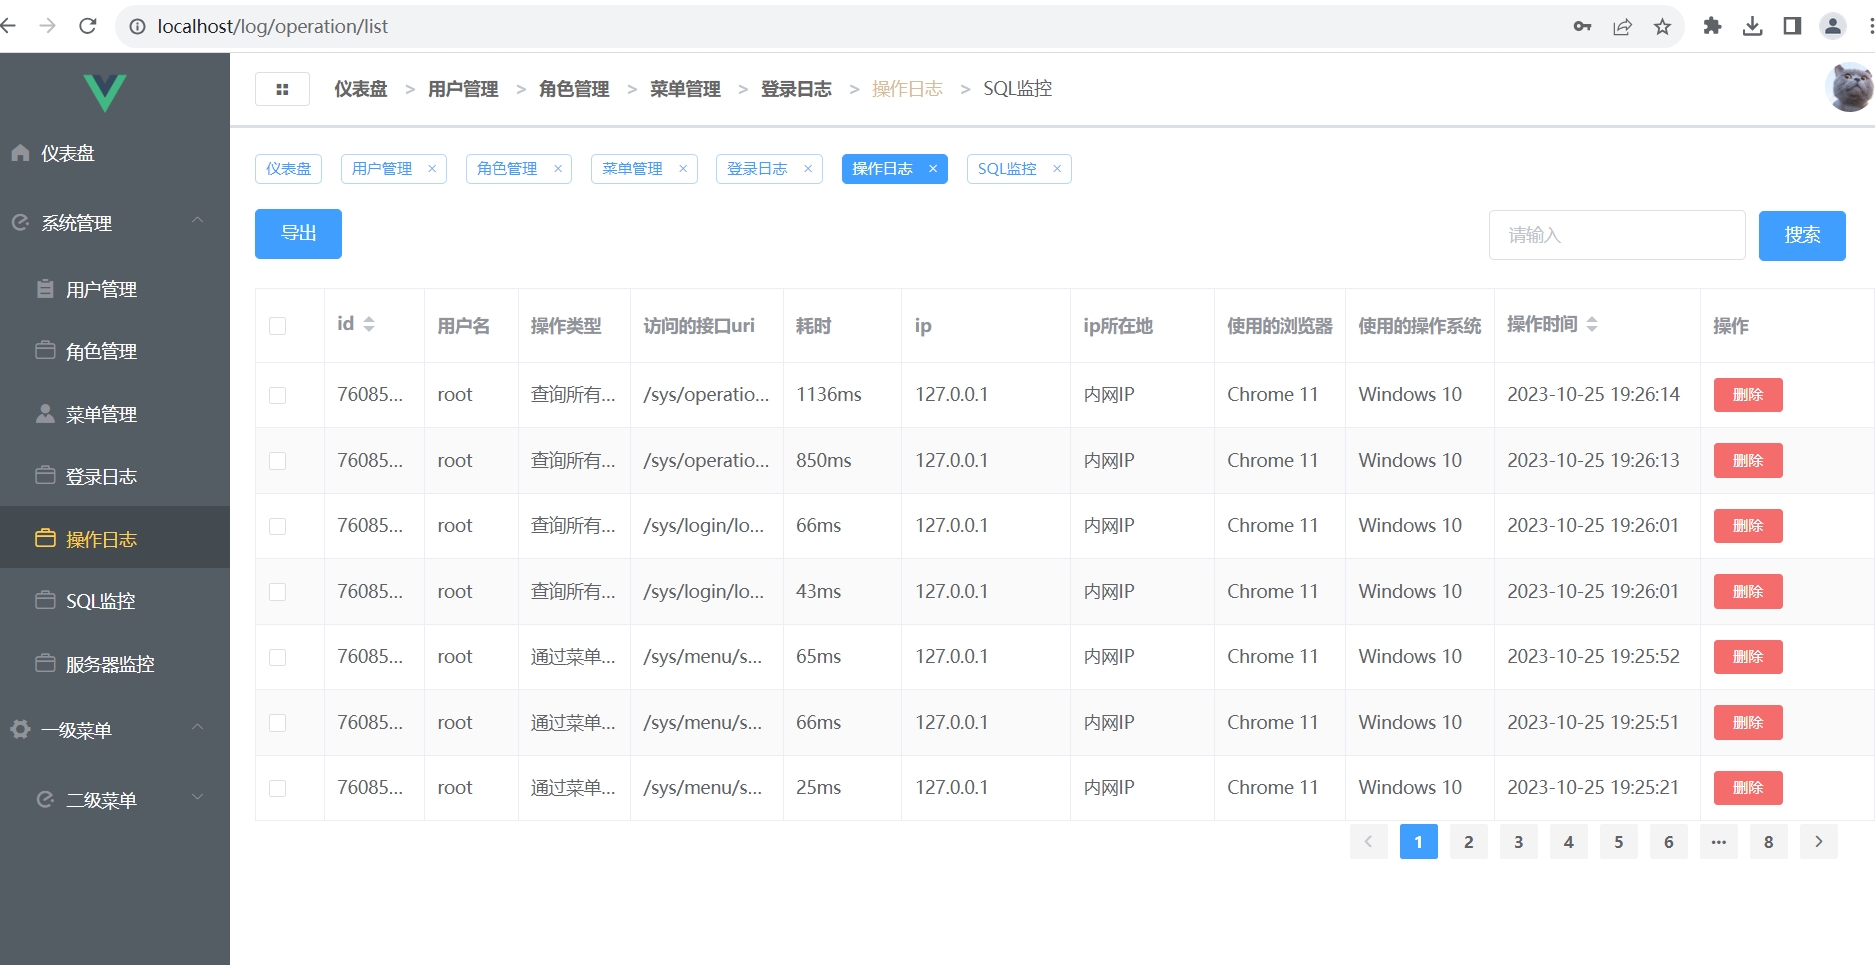 localhost/log/operation/list
仪表盘 > 用户管理 > 角色管理 > 菜单管理 > 登录日志 > 操作日志 > SQL监控
仪表盘 用户管理 × 角色管理 × 菜单管理 × 登录日志 × 操作日志 × SQL监控 ×
仪表盘
系统管理
用户管理
角色管理
菜单管理
登录日志
操作日志
SQL监控
服务器监控
一级菜单
二级菜单
导出 请输入 搜索
id 用户名 操作类型 访问的接口uri 耗时 ip ip所在地 使用的浏览器 使用的操作系统 操作时间 操作
76085... root 查询所有... /sys/operatio... 1136ms 127.0.0.1 内网IP Chrome 11 Windows 10 2023-10-25 19:26:14 删除
76085... root 查询所有... /sys/operatio... 850ms 127.0.0.1 内网IP Chrome 11 Windows 10 2023-10-25 19:26:13 删除
76085... root 查询所有... /sys/login/lo... 66ms 127.0.0.1 内网IP Chrome 11 Windows 10 2023-10-25 19:26:01 删除
76085... root 查询所有... /sys/login/lo... 43ms 127.0.0.1 内网IP Chrome 11 Windows 10 2023-10-25 19:26:01 删除
76085... root 通过菜单... /sys/menu/s... 65ms 127.0.0.1 内网IP Chrome 11 Windows 10 2023-10-25 19:25:52 删除
76085... root 通过菜单... /sys/menu/s... 66ms 127.0.0.1 内网IP Chrome 11 Windows 10 2023-10-25 19:25:51 删除
76085... root 通过菜单... /sys/menu/s... 25ms 127.0.0.1 内网IP Chrome 11 Windows 10 2023-10-25 19:25:21 删除
< 1 2 3 4 5 6 ... 8 >